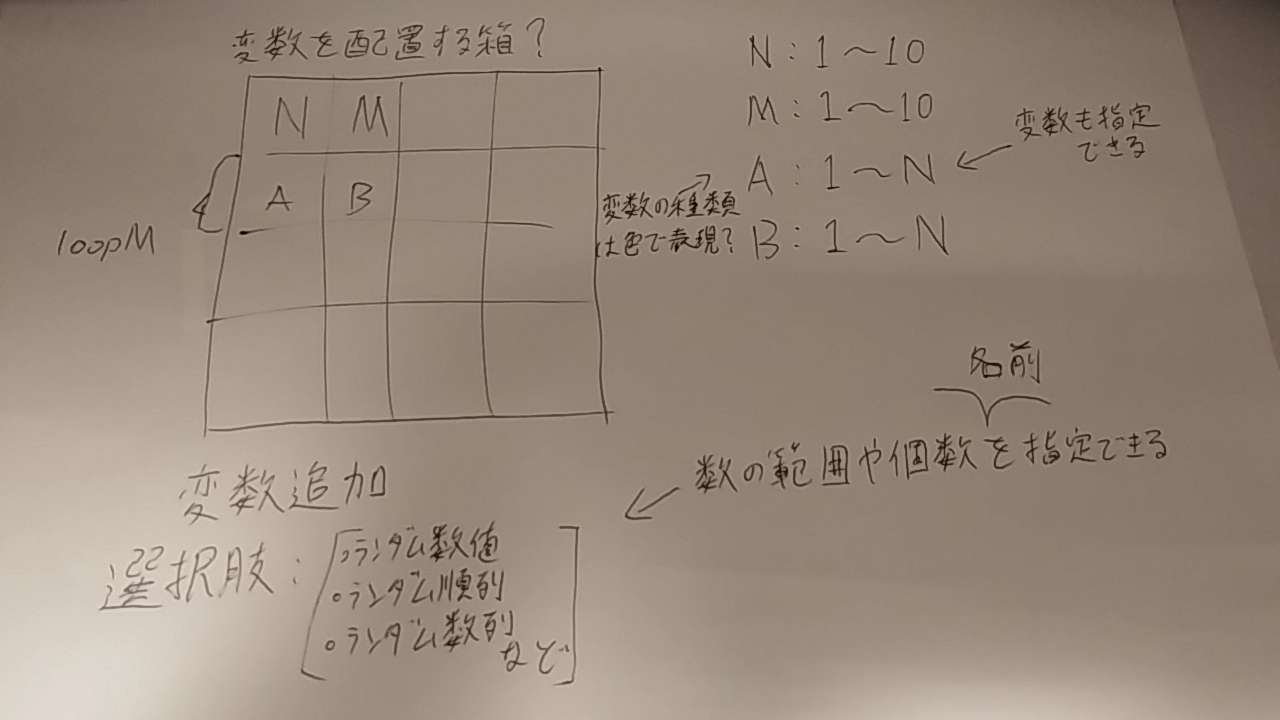 変数を配置する箱?
N M
A B
loopM
N:1〜10
M:1〜10
A:1〜N
B:1〜N
変数も指定
できる
変数の種類
は色で表現?
名前
数の範囲や個数を指定できる
変数追加
選択肢:
◦ランダム数値
◦ランダム順列
◦ランダム数列
など